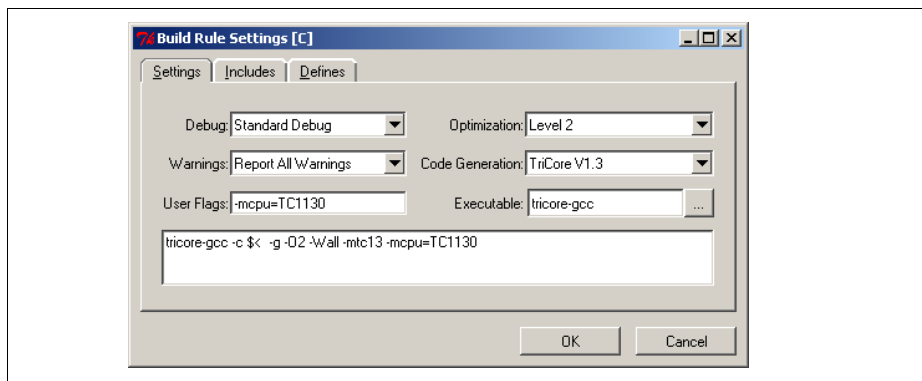 Build Rule Settings [C]
Settings Includes Defines
Debug: Standard Debug Optimization: Level 2
Warnings: Report All Warnings Code Generation: TriCore V1.3
User Flags: -mcpu=TC1130 Executable: tricore-gcc ...
tricore-gcc -c $< -g -O2 -Wall -mtc13 -mcpu=TC1130
OK Cancel